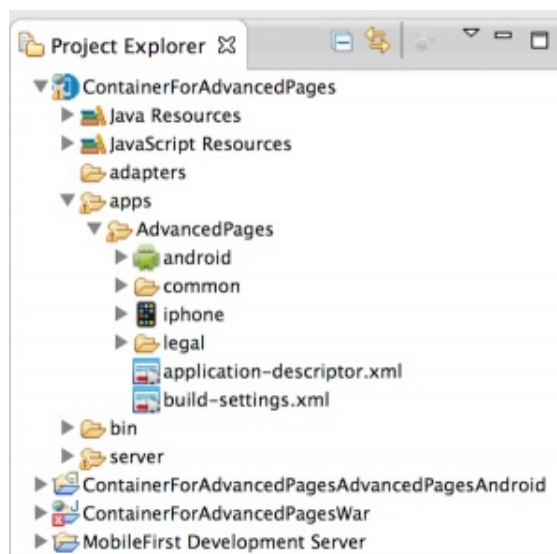 Project Explorer
ContainerForAdvancedPages
Java Resources
JavaScript Resources
adapters
apps
AdvancedPages
android
common
iphone
legal
application-descriptor.xml
build-settings.xml
bin
server
ContainerForAdvancedPagesAdvancedPagesAndroid
ContainerForAdvancedPagesWar
MobileFirst Development Server